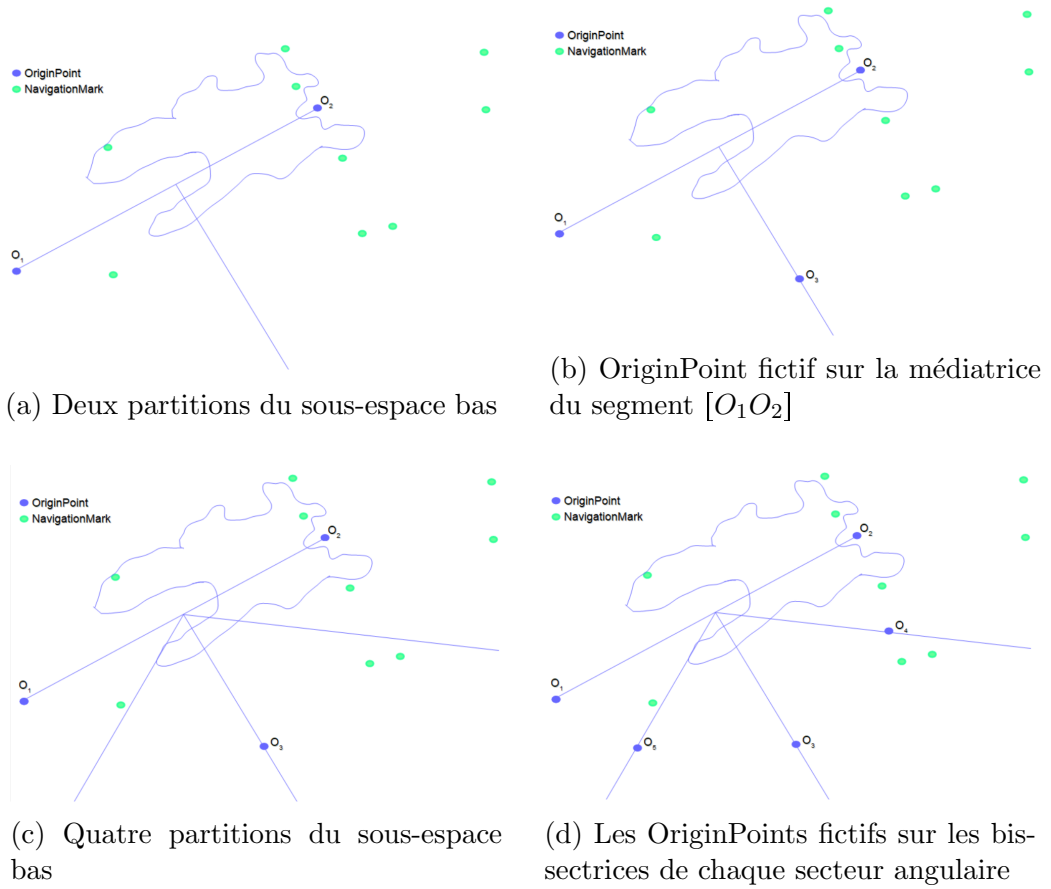 OriginPoint
NavigationMark
O₂
O₁
(a) Deux partitions du sous-espace bas
OriginPoint
NavigationMark
O₂
O₁
O₃
(b) OriginPoint fictif sur la médiatrice
du segment [O₁O₂]
OriginPoint
NavigationMark
O₂
O₁
O₃
(c) Quatre partitions du sous-espace
bas
OriginPoint
NavigationMark
O₂
O₄
O₁
O₅
O₃
(d) Les OriginPoints fictifs sur les bis-
sectrices de chaque secteur angulaire